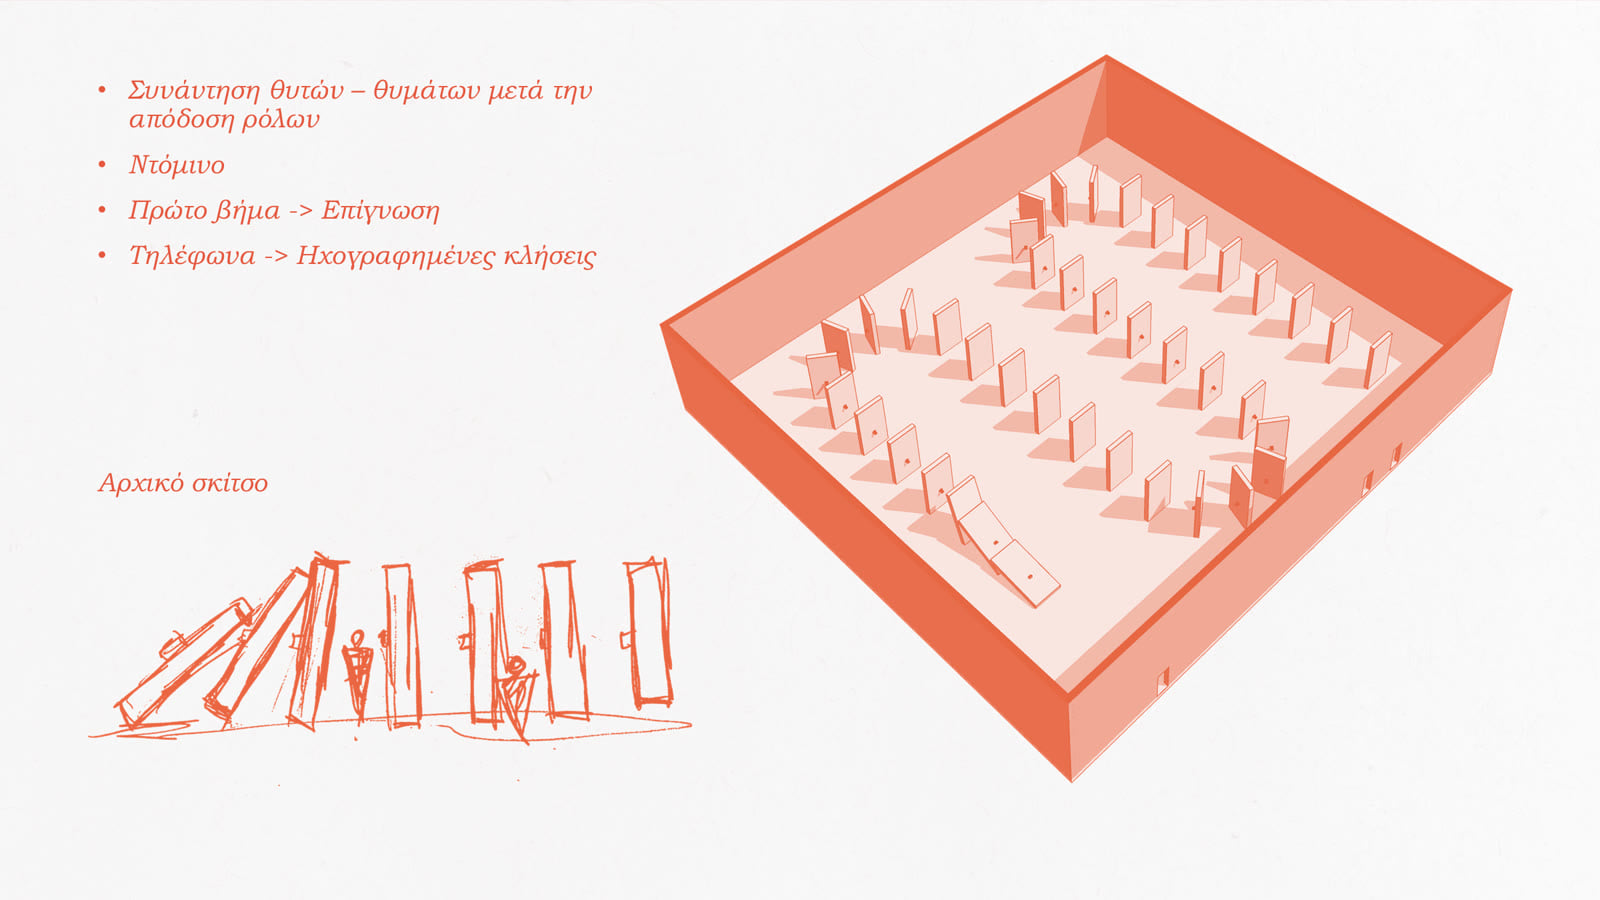 • Συνάντηση θυτών – θυμάτων μετά την
απόδοση ρόλων
• Ντόμινο
• Πρώτο βήμα -> Επίγνωση
• Τηλέφωνα -> Ηχογραφημένες κλήσεις
Αρχικό σκίτσο